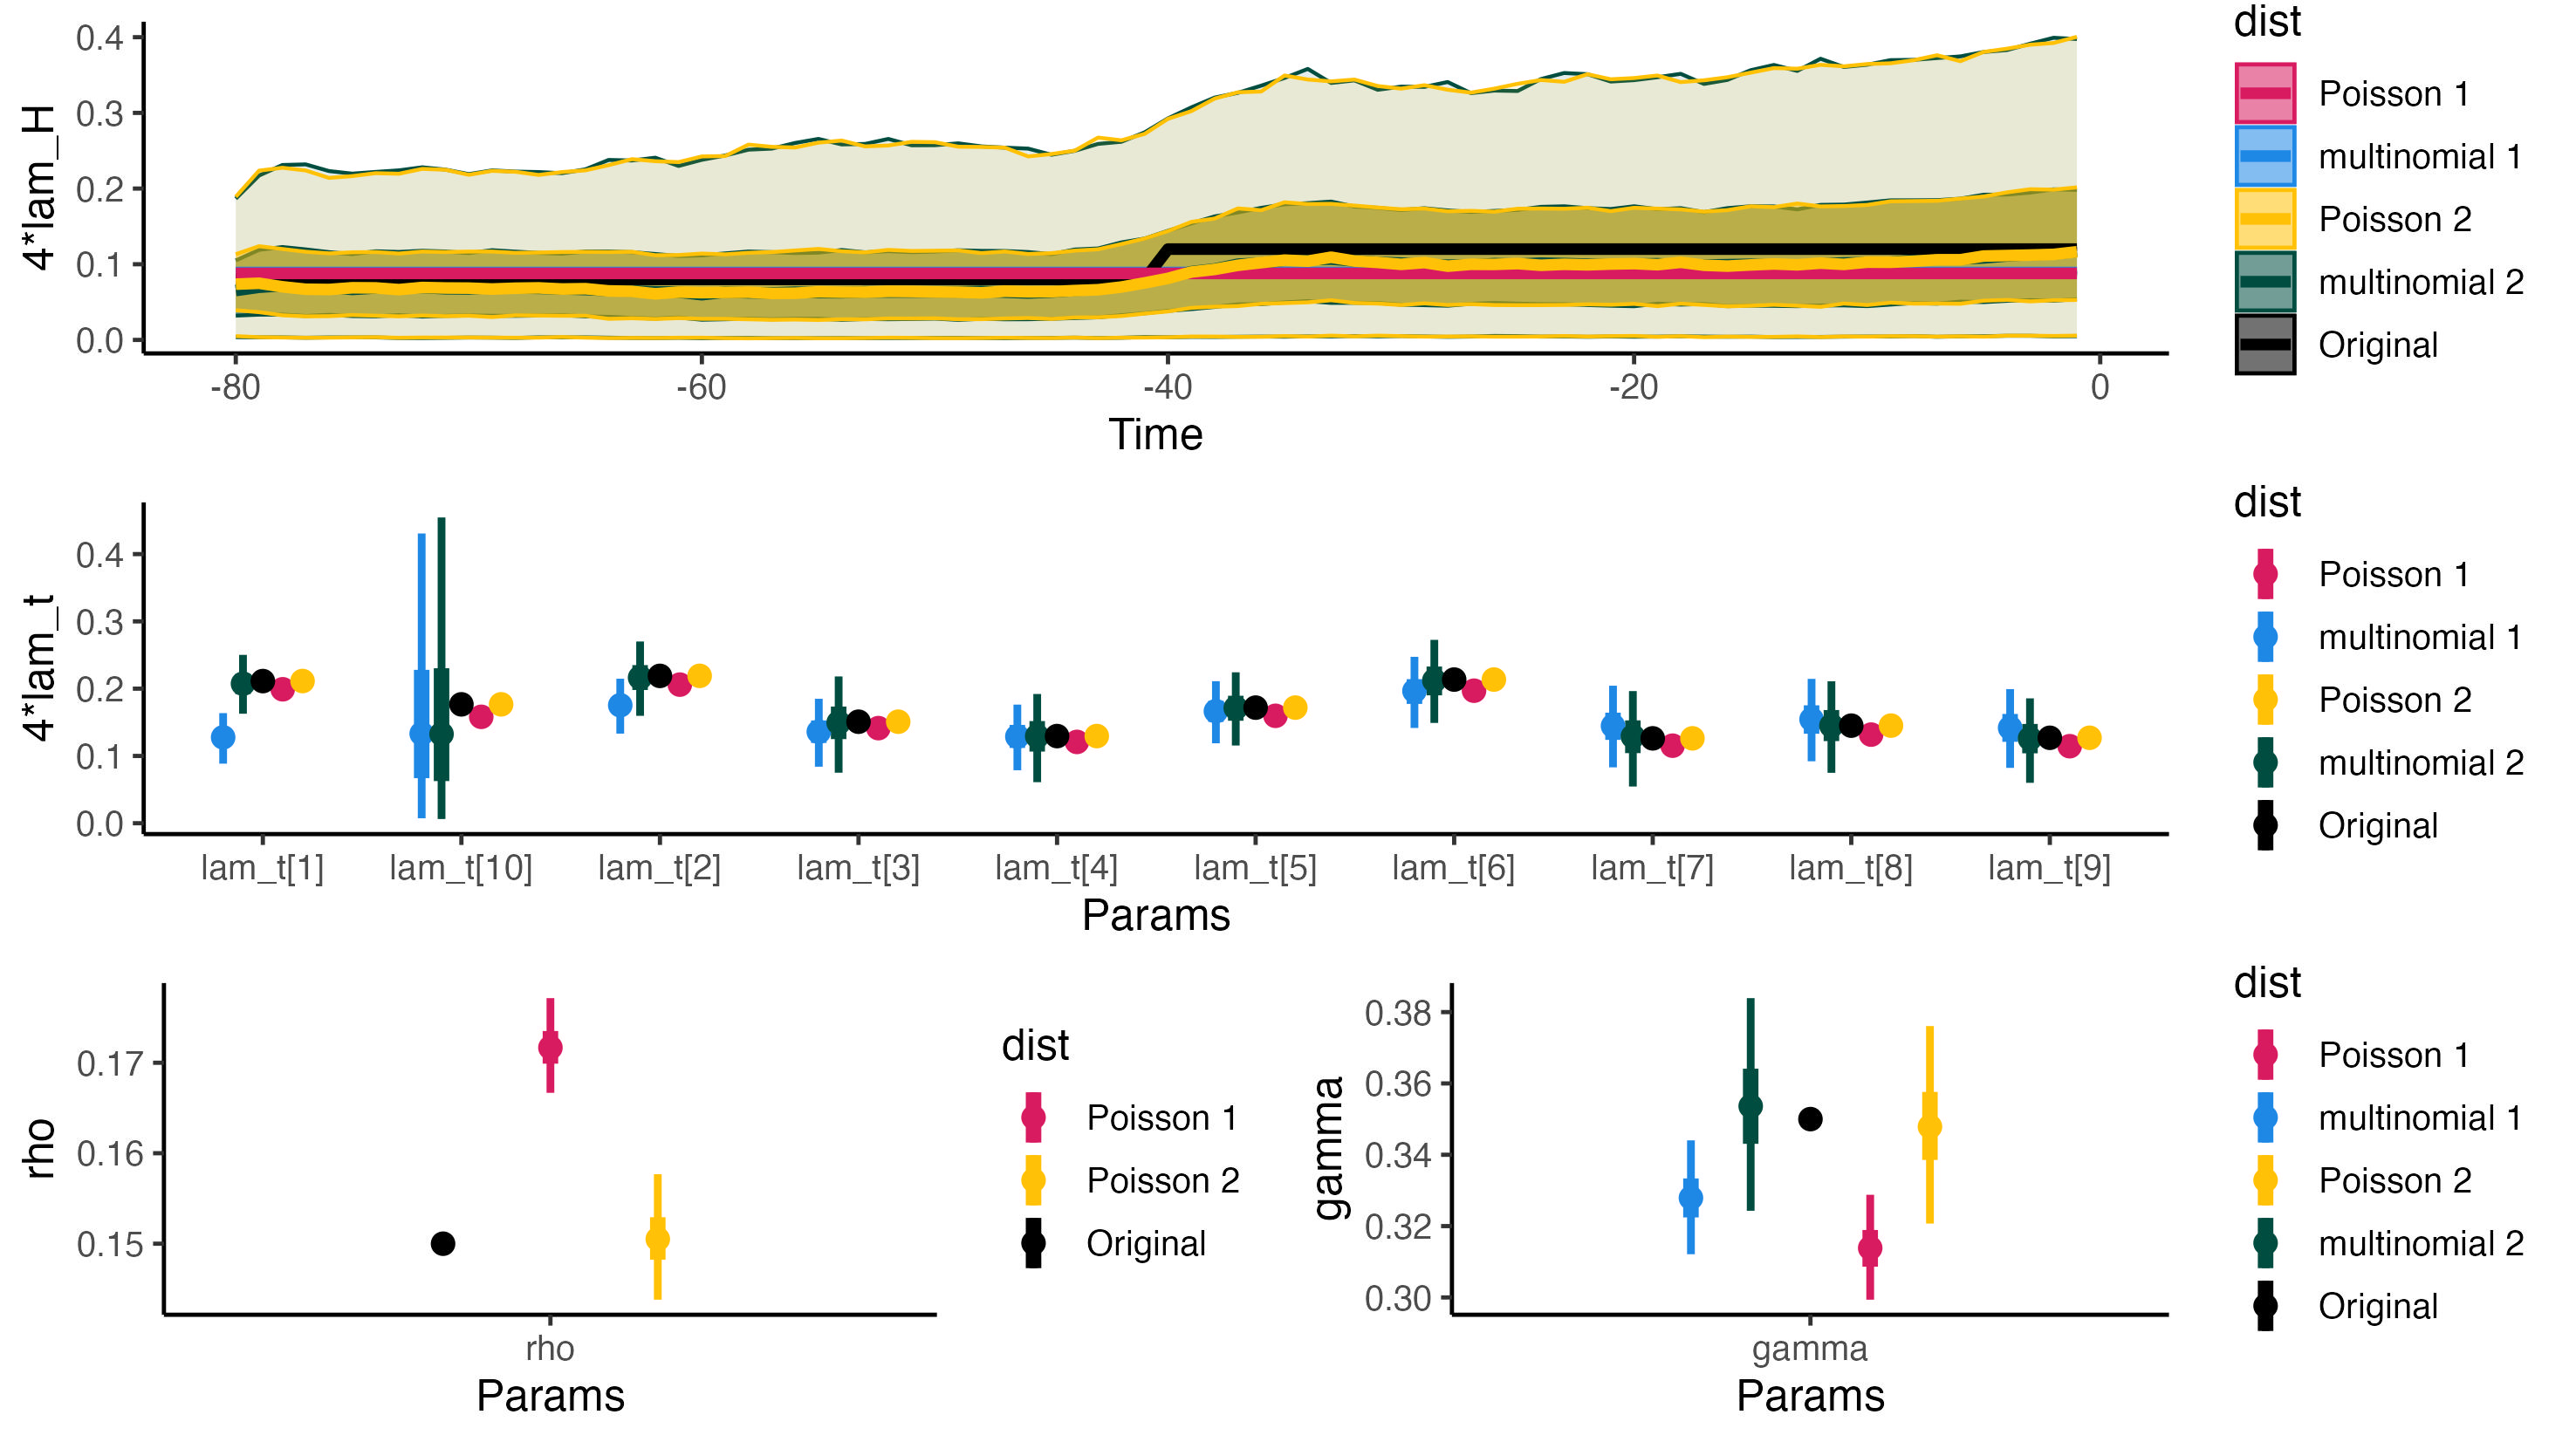 4*lam_H
0.4
0.3
0.2
0.1
0.0
-80 -60 -40 -20 0
Time
dist
Poisson 1
multinomial 1
Poisson 2
multinomial 2
Original
4*lam_t
0.4
0.3
0.2
0.1
0.0
lam_t[1] lam_t[10] lam_t[2] lam_t[3] lam_t[4] lam_t[5] lam_t[6] lam_t[7] lam_t[8] lam_t[9]
Params
dist
Poisson 1
multinomial 1
Poisson 2
multinomial 2
Original
rho
0.17
0.16
0.15
rho
Params
dist
Poisson 1
Poisson 2
Original
gamma
0.38
0.36
0.34
0.32
0.30
gamma
Params
dist
Poisson 1
multinomial 1
Poisson 2
multinomial 2
Original